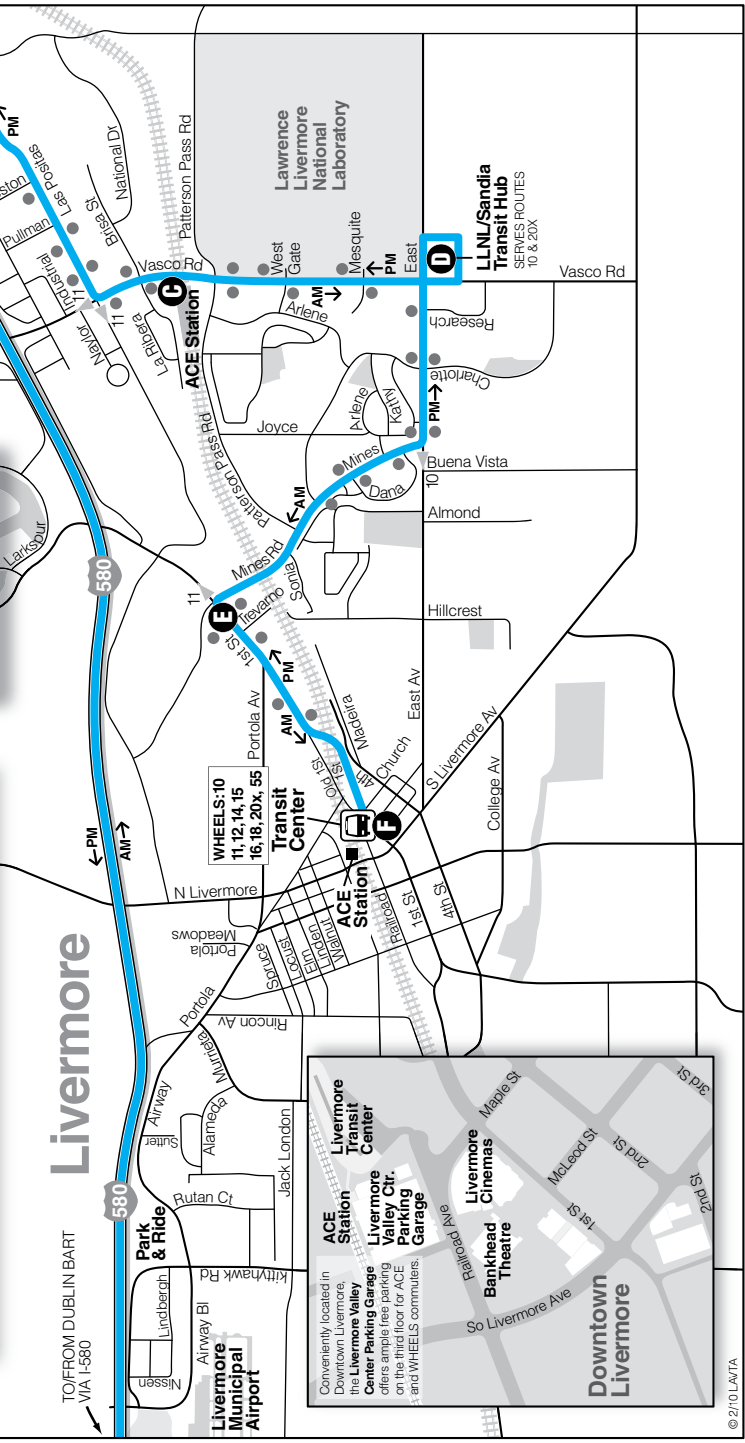 TO/FROM DUBLIN BART
VIA I-580
Livermore
580
580
← PM
AM →
Nissen
Lindbergh
Airway Bl
Livermore
Municipal
Airport
Park
& Ride
Rutan Ct
kittyhawk Rd
Jack London
Sutter
Airway
Alameda
Murrieta
Portola
Rincon Av
Portola
Meadows
N Livermore
Spruce
Locust
Elm
Linden
Walnut
Railroad
1st St
4th St
ACE
Station
WHEELS:10
11, 12, 14, 15
16, 18, 20x, 55
Transit
Center
F
Portola Av
Old 1St
1St
4th
Church
Madeira
East Av
S Livermore Av
College Av
Hillcrest
AM
PM
1st St
E
Trevarno
11
Mines Rd
Sonia
AM
Patterson Pass Rd
Larkspur
Almond
Buena Vista
10
Dana
Mines
Kathy
Arlene
PM
Joyce
Charlotte
Research
ACE Station
C
La Ribera
Naylor
11
11
Industrial
Pullman
ston
Las Positas
PM
Brisa St
National Dr
Vasco Rd
Patterson Pass Rd
Arlene
West
Gate
AM
Mesquite
PM
East
Lawrence
Livermore
National
Laboratory
D
LLNL/Sandia
Transit Hub
SERVES ROUTES
10 & 20X
Vasco Rd
Conveniently located in
Downtown Livermore,
the Livermore Valley
Center Parking Garage
offers ample free parking
on the third floor for ACE
and WHEELS commuters.
ACE
Station
Livermore
Transit
Center
Livermore
Valley Ctr.
Parking
Garage
Railroad Ave
Maple St
Livermore
Cinemas
Bankhead
Theatre
McLeod St
1st St
2nd St
3rd St
2nd St
So Livermore Ave
Downtown
Livermore
© 2/10 LAVTA